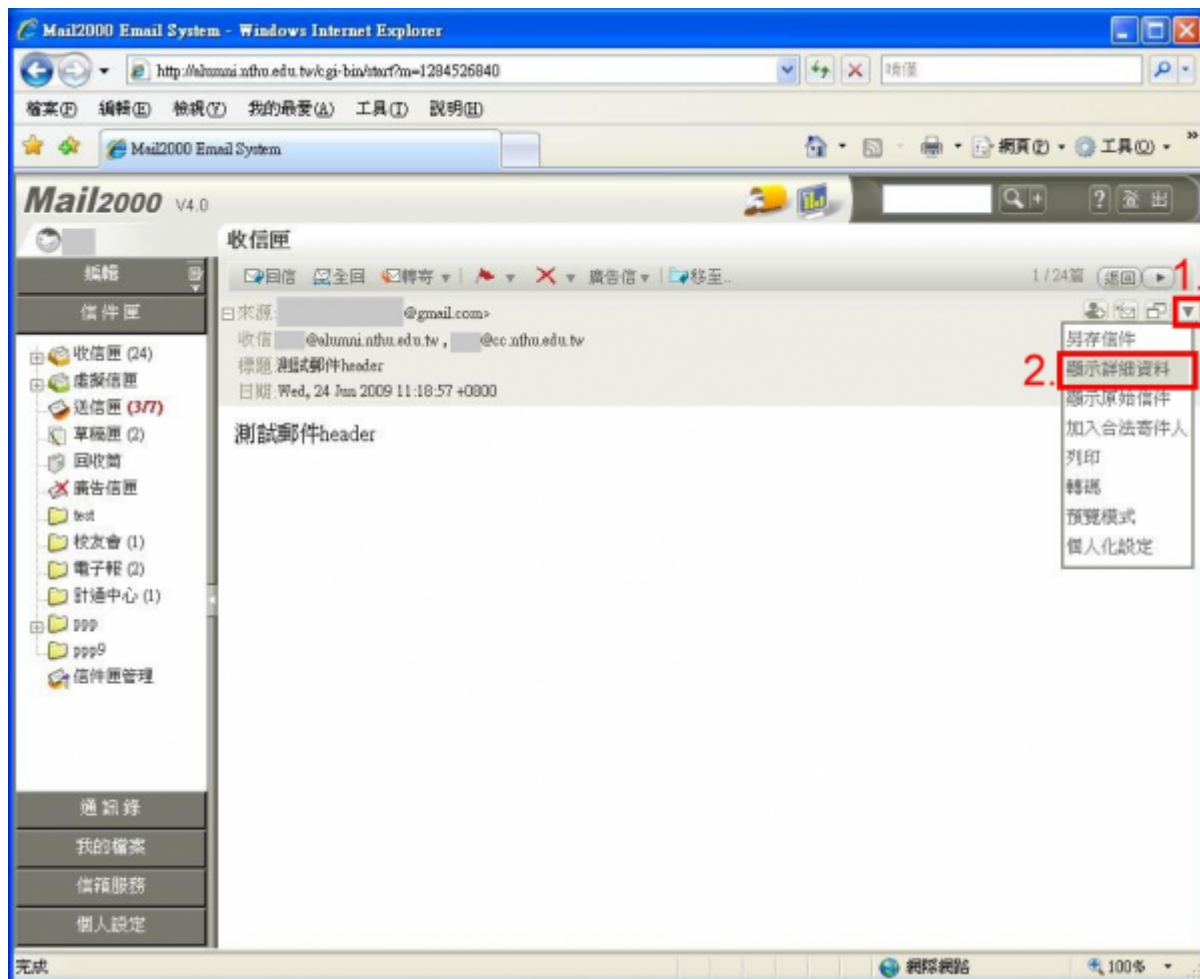 Mail2000 Email System - Windows Internet Explorer
http://alumni.nthu.edu.tw/cgi-bin/start?m=1284526840
檔案(F) 編輯(E) 檢視(V) 我的最愛(A) 工具(T) 說明(H)
Mail2000 Email System
網頁(P) 工具(O)
Mail2000 V4.0
? 登出
收信匣
編輯
回信 全回 轉寄 廣告信 移至..
1 / 24篇 返回
1.
信件匣
來源: @gmail.com>
收信 @alumni.nthu.edu.tw , @cc.nthu.edu.tw
標題 測試郵件header
日期: Wed, 24 Jun 2009 11:18:57 +0800
測試郵件header
另存信件
2. 顯示詳細資料
顯示原始信件
加入合法寄件人
列印
轉碼
預覽模式
個人化設定
收信匣 (24)
虛擬信匣
送信匣 (3/7)
草稿匣 (2)
回收筒
廣告信匣
test
校友會 (1)
電子報 (2)
計通中心 (1)
ppp
ppp9
信件匣管理
通訊錄
我的檔案
信箱服務
個人設定
完成
網際網路
100%